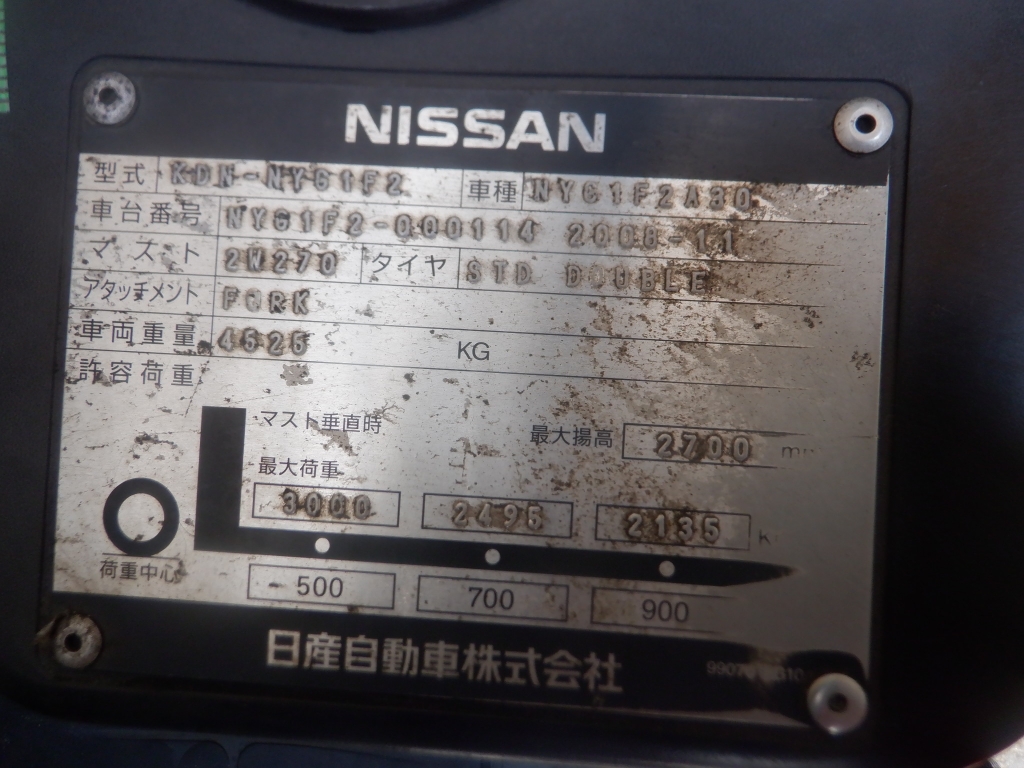 NISSAN
型式 KDN-NYG1F2 車種 NYG1F2A30
車台番号 NYG1F2-000114 2008-11
マスト 2W270 タイヤ STD DOUBLE
アタッチメント FORK
車両重量 4525 KG
許容荷重
マスト垂直時 最大揚高 2700
最大荷重
3000 2495 2135
荷重中心 500 700 900
日産自動車株式会社